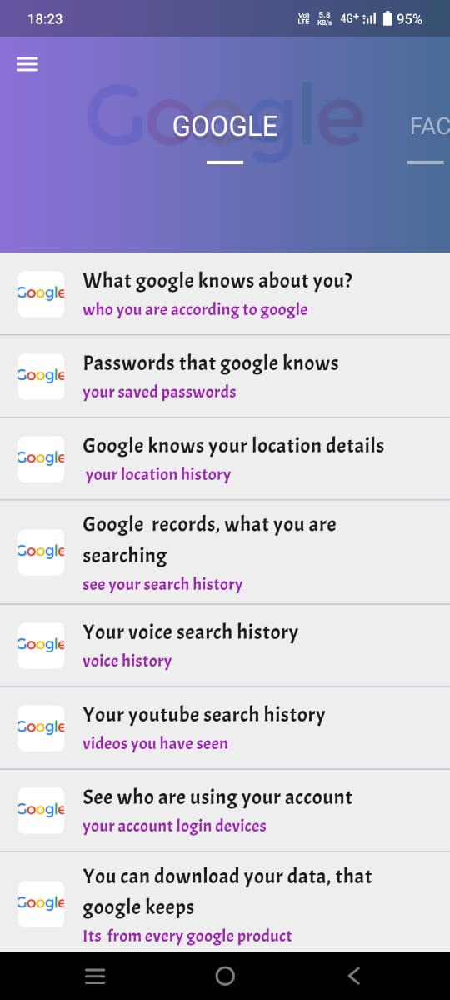 18:23
Vo) LTE 5.8 KB/s 4G+ 95%
Google
GOOGLE
FAC
Google
What google knows about you?
who you are according to google
Google
Passwords that google knows
your saved passwords
Google
Google knows your location details
your location history
Google
Google records, what you are
searching
see your search history
Google
Your voice search history
voice history
Google
Your youtube search history
videos you have seen
Google
See who are using your account
your account login devices
Google
You can download your data, that
google keeps
Its from every google product